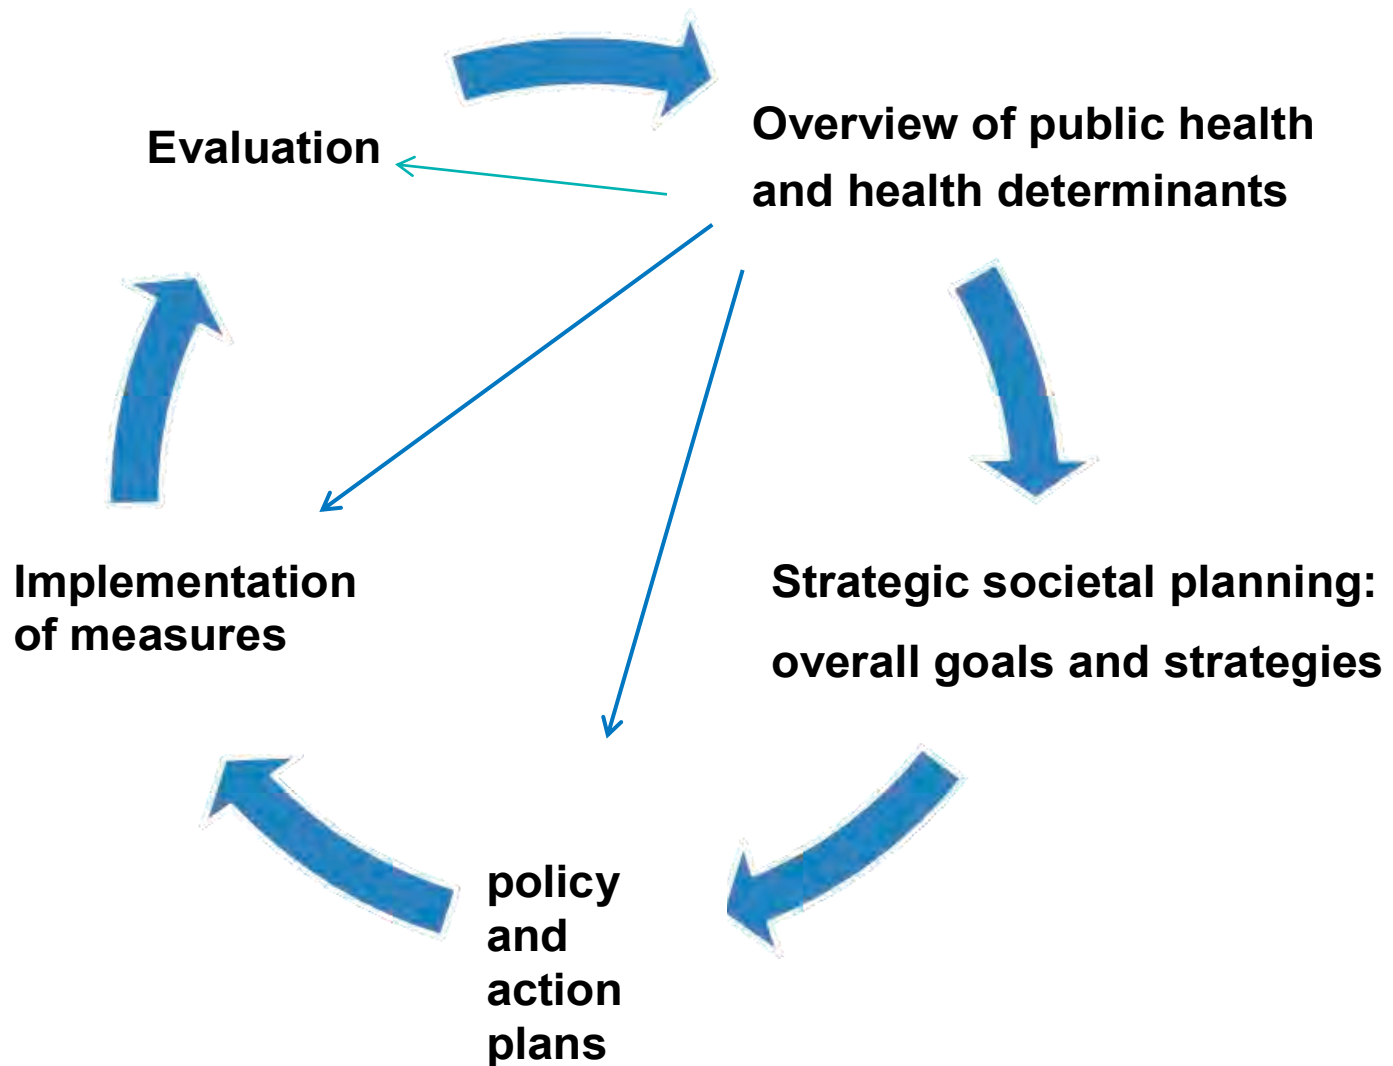 Evaluation
Overview of public health
and health determinants
Implementation
of measures
Strategic societal planning:
overall goals and strategies
policy
and
action
plans